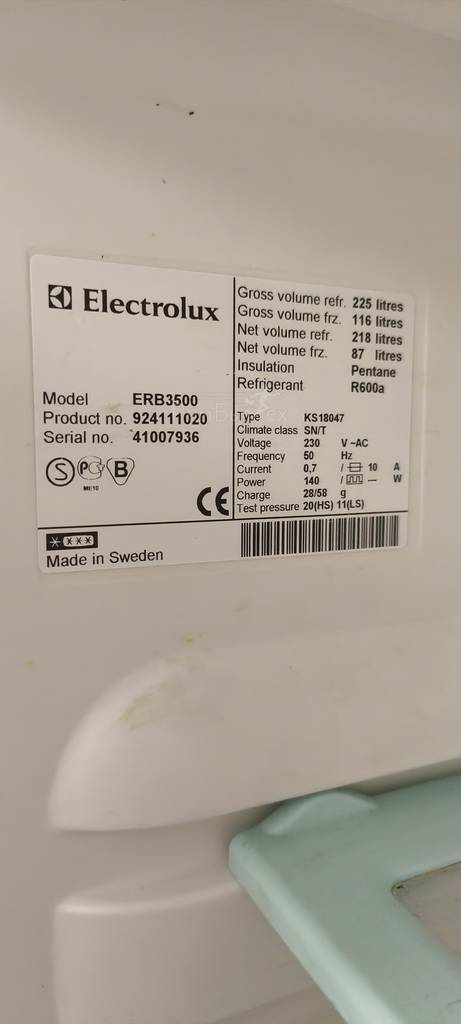 Electrolux
Model ERB3500
Product no. 924111020
Serial no. 41007936
S PC B
ME10
CE
Made in Sweden
Gross volume refr. 225 litres
Gross volume frz. 116 litres
Net volume refr. 218 litres
Net volume frz. 87 litres
Insulation Pentane
Refrigerant R600a
Type KS18047
Climate class SN/T
Voltage 230 V ~AC
Frequency 50 Hz
Current 0,7 / 10 A
Power 140 / — W
Charge 28/58 g
Test pressure 20(HS) 11(LS)